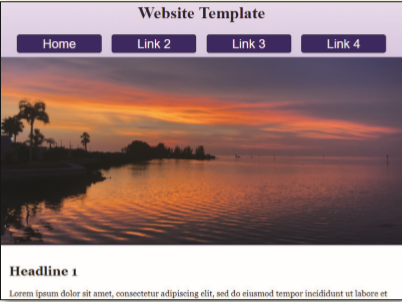 Website Template
Home Link 2 Link 3 Link 4
Headline 1
Lorem ipsum dolor sit amet, consectetur adipiscing elit, sed do eiusmod tempor incididunt ut labore et